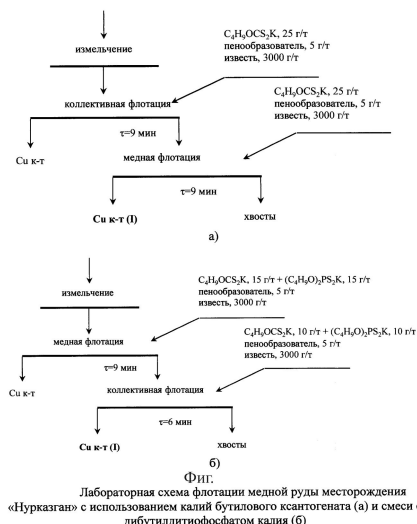 измельчение
C₄H₉OCS₂K, 25 г/т
пенообразователь, 5 г/т
известь, 3000 г/т
коллективная флотация
C₄H₉OCS₂K, 25 г/т
пенообразователь, 5 г/т
известь, 3000 г/т
τ=9 мин
Cu к-т
медная флотация
τ=9 мин
Cu к-т (I)
хвосты
а)
измельчение
C₄H₉OCS₂K, 15 г/т + (C₄H₉O)₂PS₂K, 15 г/т
пенообразователь, 5 г/т
известь, 3000 г/т
медная флотация
C₄H₉OCS₂K, 10 г/т + (C₄H₉O)₂PS₂K, 10 г/т
пенообразователь, 5 г/т
известь, 3000 г/т
τ=9 мин
Cu к-т
коллективная флотация
τ=6 мин
Cu к-т (I)
хвосты
б)
Фиг.
Лабораторная схема флотации медной руды месторождения
«Нурказган» с использованием калий бутилового ксантогената (а) и смеси
дибутилдитиофосфатом калия (б)